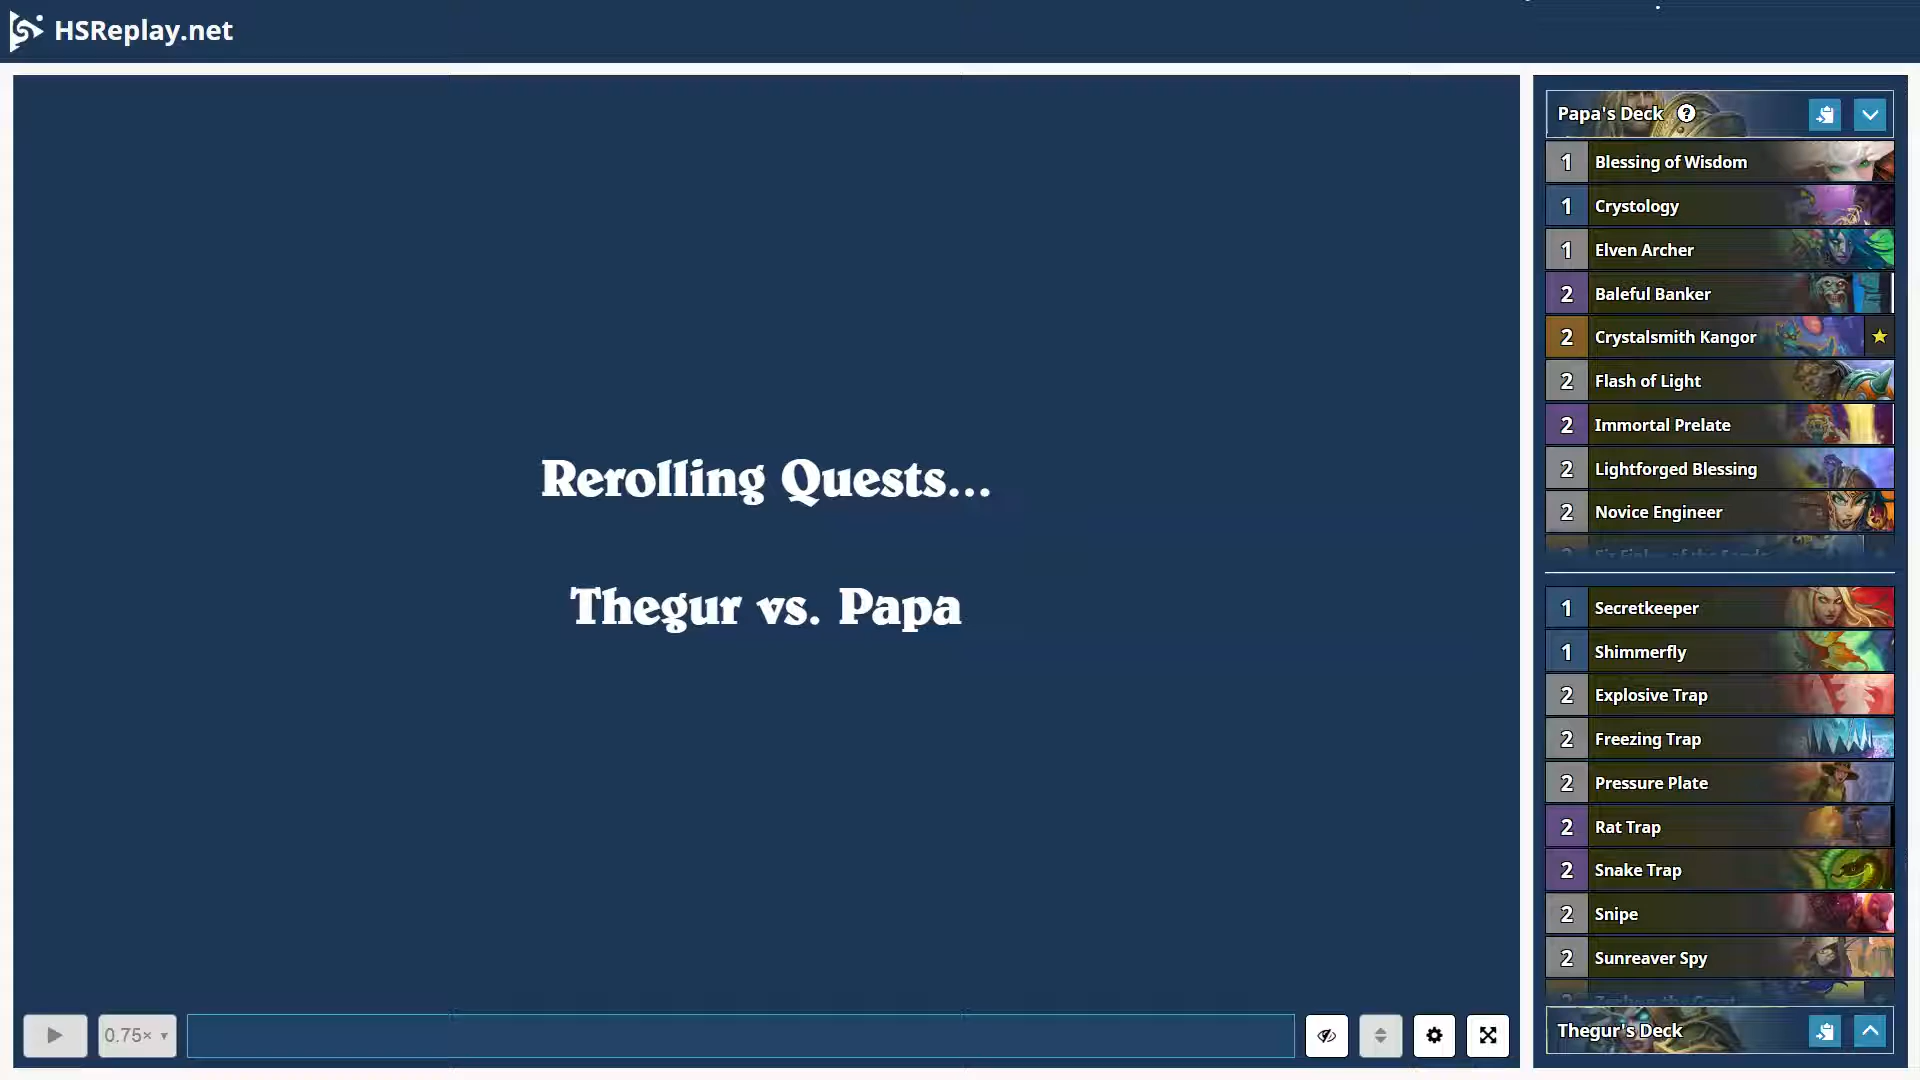 HSReplay.net
Rerolling Quests...
Thegur vs. Papa
0.75×
Papa's Deck ?
1 Blessing of Wisdom
1 Crystology
1 Elven Archer
2 Baleful Banker
2 Crystalsmith Kangor
2 Flash of Light
2 Immortal Prelate
2 Lightforged Blessing
2 Novice Engineer
1 Secretkeeper
1 Shimmerfly
2 Explosive Trap
2 Freezing Trap
2 Pressure Plate
2 Rat Trap
2 Snake Trap
2 Snipe
2 Sunreaver Spy
Thegur's Deck